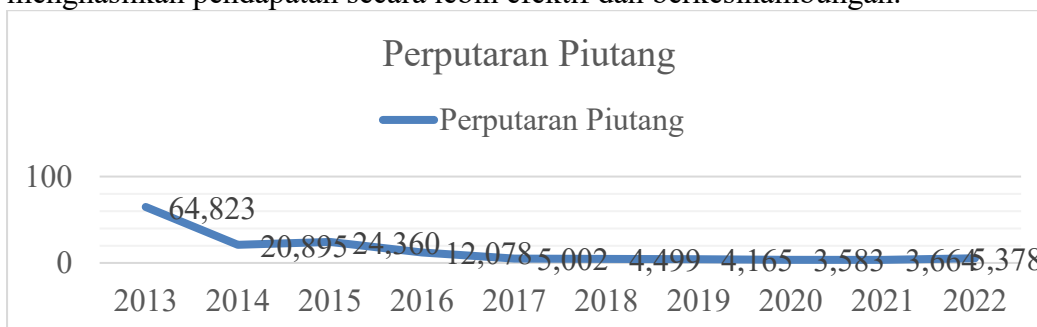 menghasilkan pendapatan secara lebih efektif dan berkesinambungan.
Perputaran Piutang
Perputaran Piutang
100
64,823
20,895 24,360 12,078 5,002 4,499 4,165 3,583 3,664 5,378
0
2013 2014 2015 2016 2017 2018 2019 2020 2021 2022